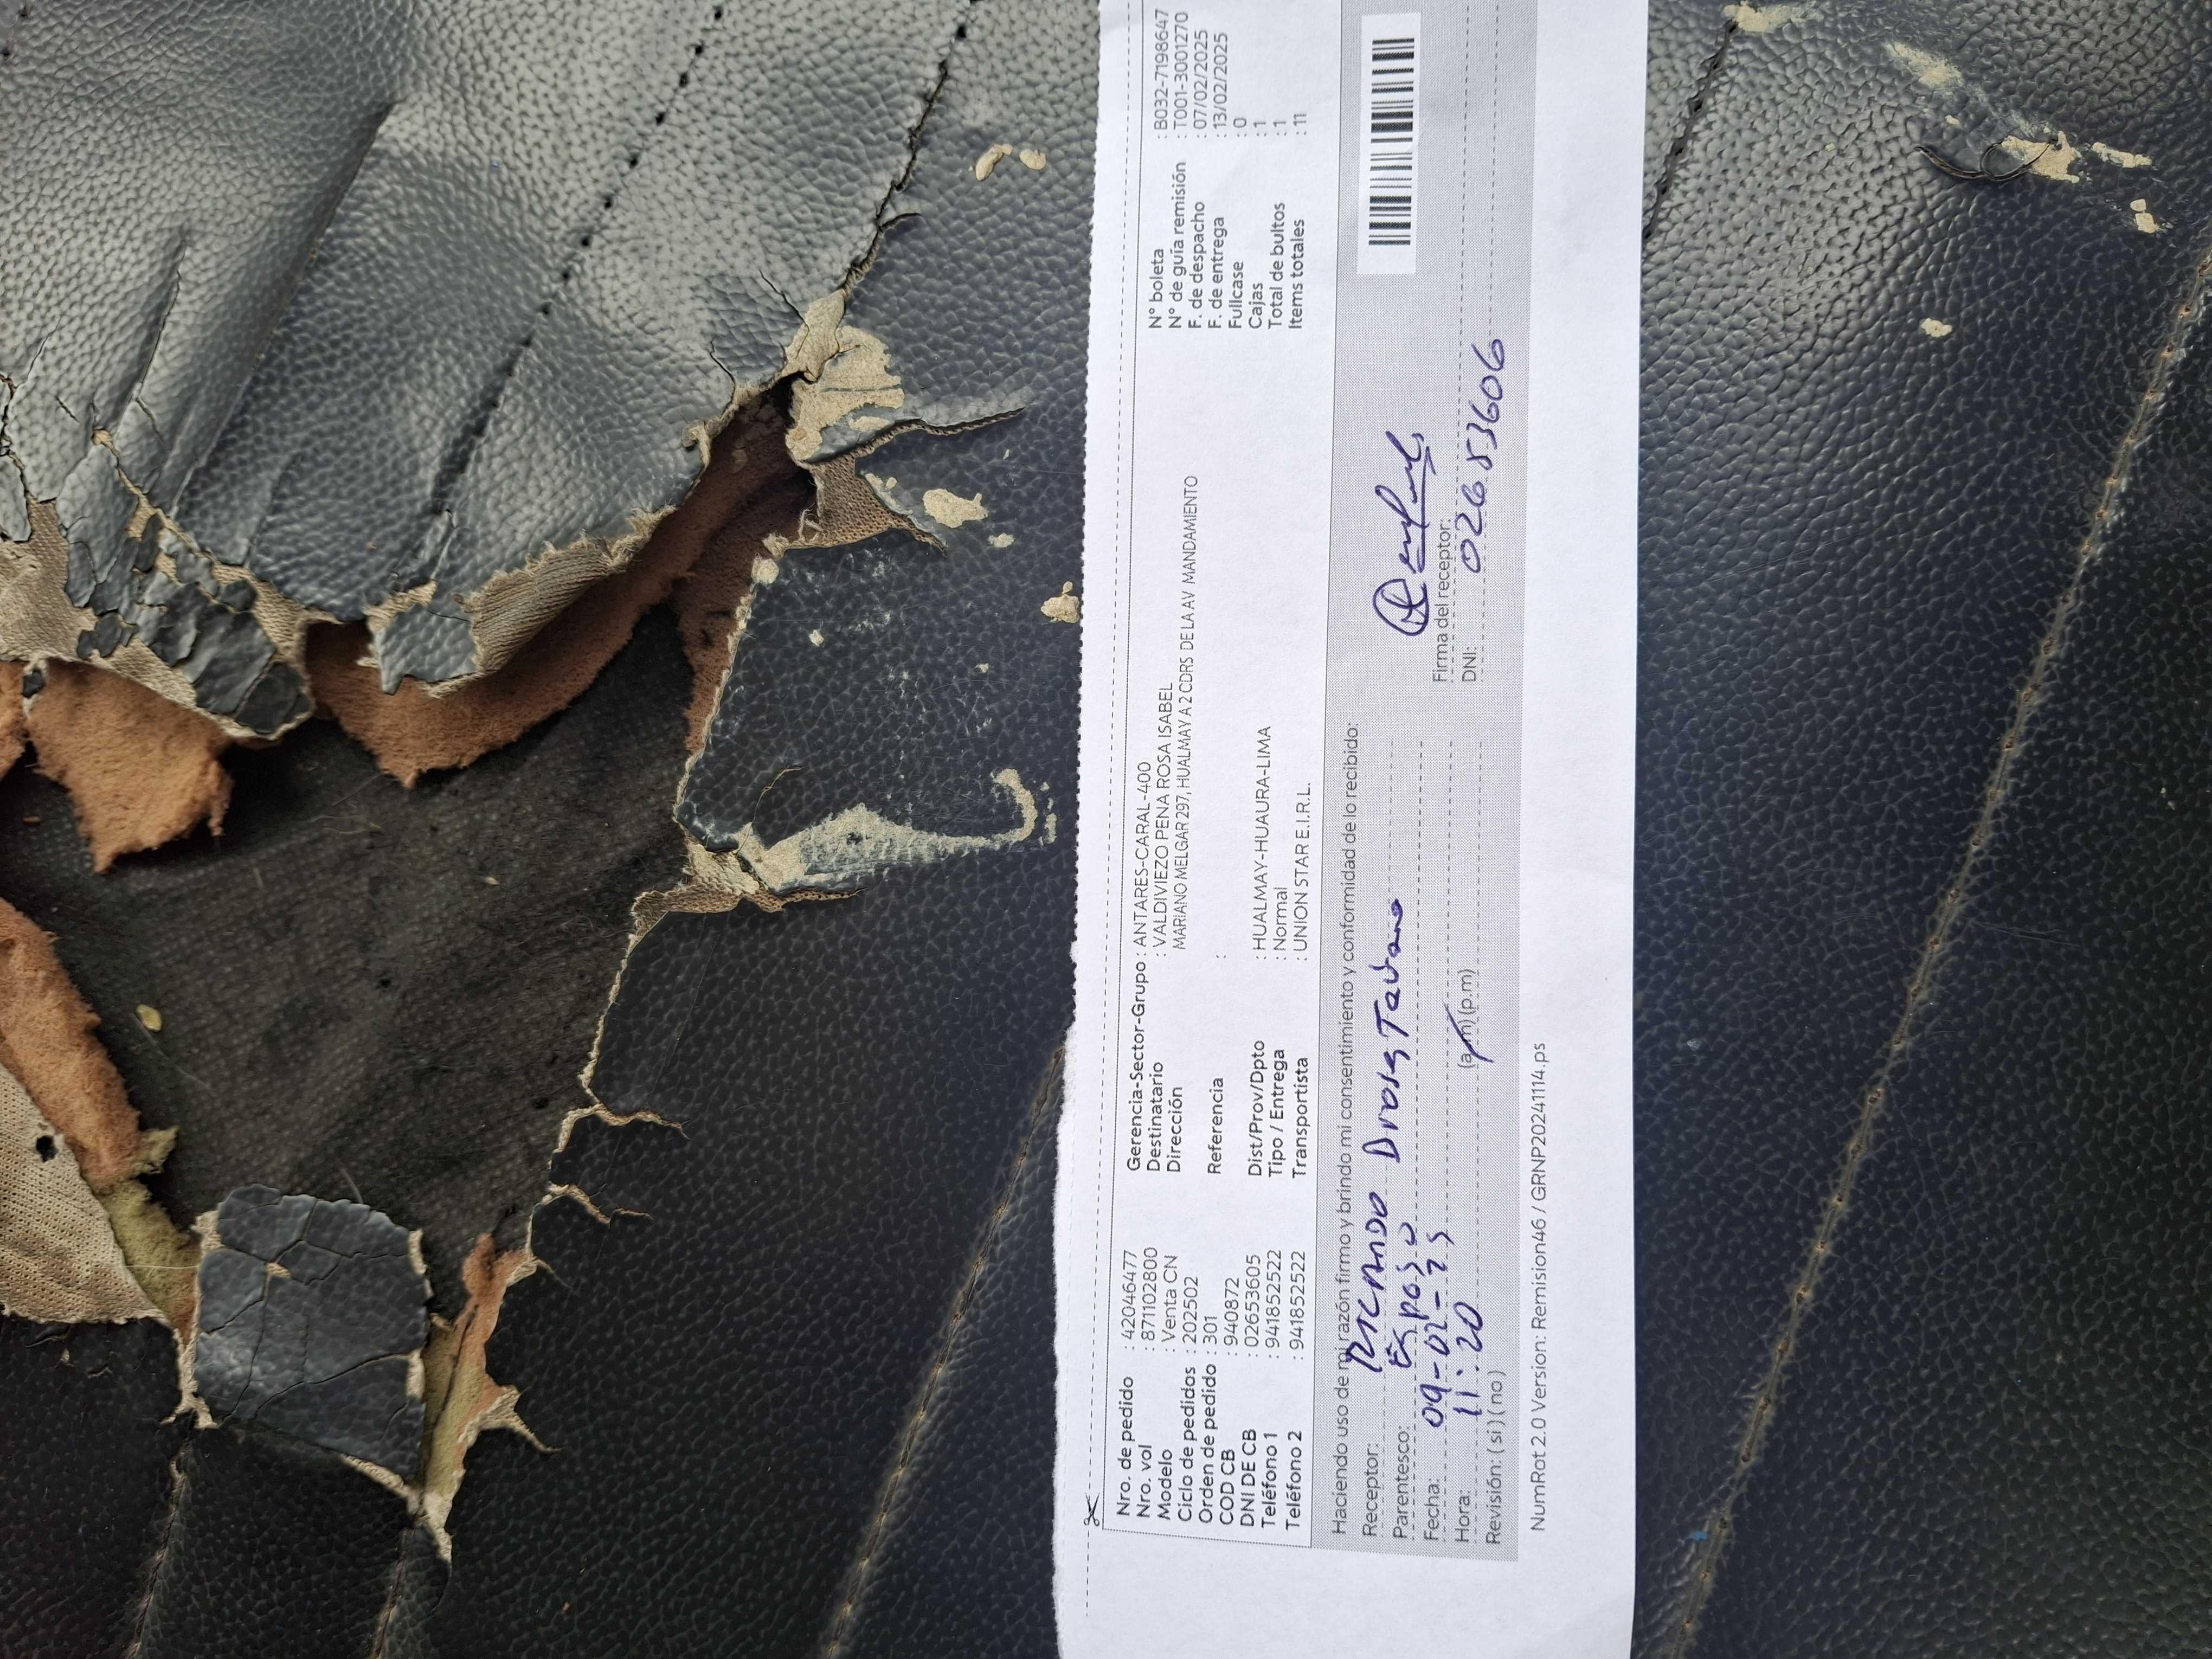 Nro. de pedido : 42046477
Nro. vol : 871102800
Modelo : Venta CN
Ciclo de pedidos : 202502
Orden de pedido : 301
COD CB : 940872
DNI DE CB : 02653605
Teléfono 1 : 941852522
Teléfono 2 : 941852522
Gerencia-Sector-Grupo : ANTARES-CARAL-400
Destinatario : VALDIVIEZO PENA ROSA ISABEL
Dirección MARIANO MELGAR 297, HUALMAY A 2 CDRS DE LA AV MANDAMIENTO
Referencia :
Dist/Prov/Dpto : HUALMAY-HUAURA-LIMA
Tipo / Entrega : Normal
Transportista : UNION STAR E.I.R.L.
N° boleta : B032-7198647
N° de guía remisión : T001-3001270
F. de despacho : 07/02/2025
F. de entrega : 13/02/2025
Fullcase : 0
Cajas : 1
Total de bultos : 1
Items totales : 11
Haciendo uso de mi razón firmo y brindo mi consentimiento y conformidad de lo recibido:
Receptor:
Parentesco: Esposo
Fecha: 09-02-25
Hora: 11:20 (a.m) (p.m)
Revisión: ( si ) ( no )
Firma del receptor:
DNI: 02653606
NumRot 2.0 Version: Remision46 / GRNP20241114.ps